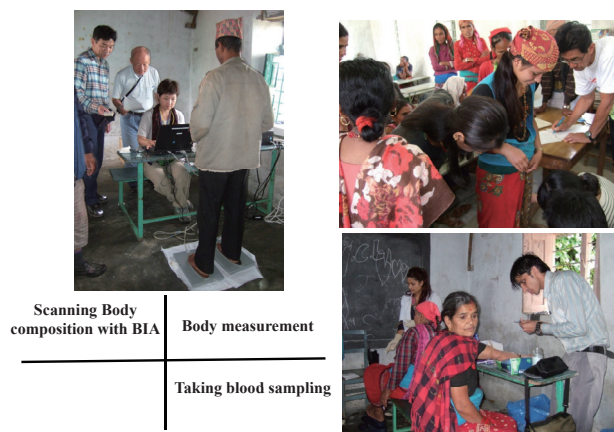 Scanning Body
composition with BIA
Body measurement
Taking blood sampling